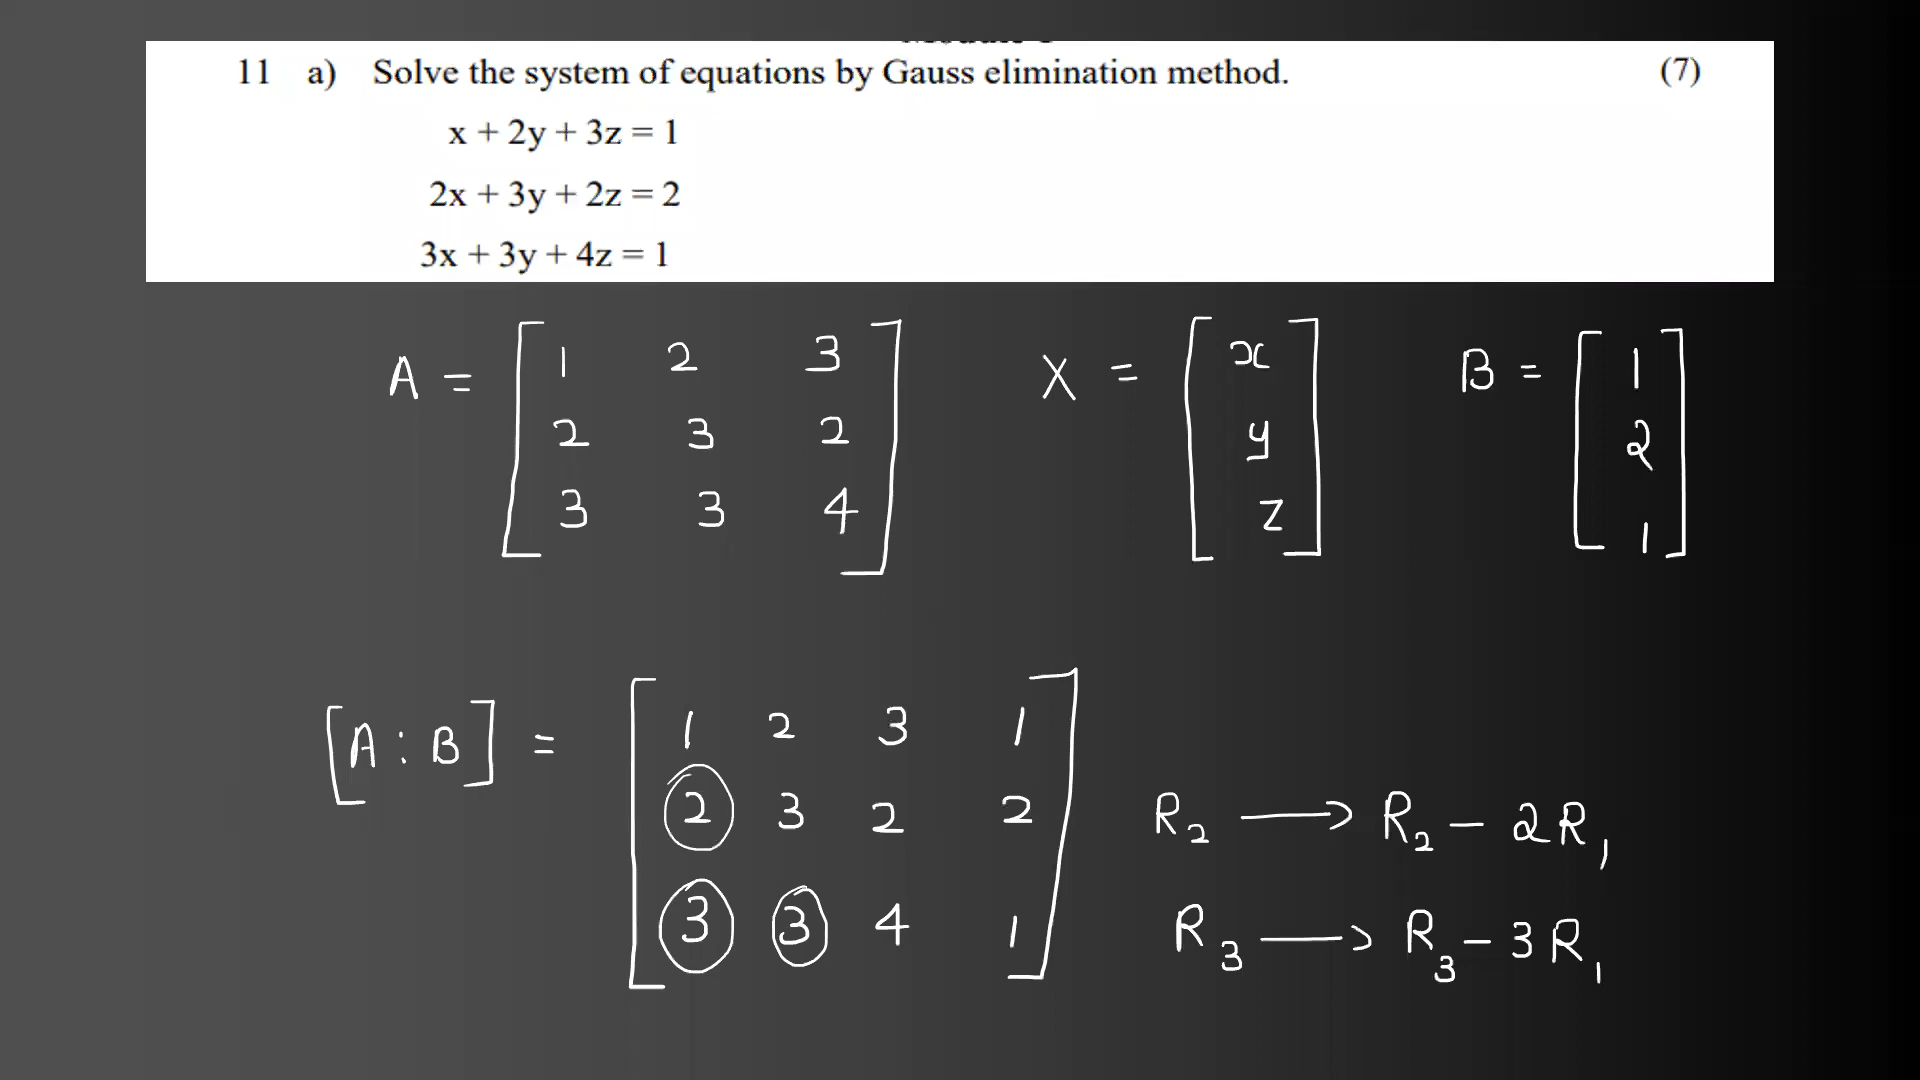 11 a) Solve the system of equations by Gauss elimination method. (7)
x + 2y + 3z = 1
2x + 3y + 2z = 2
3x + 3y + 4z = 1
A = [ 1 2 3 X = [ x B = [ 1
2 3 2 y 2
3 3 4 ] z ] 1 ]
[A : B] = [ 1 2 3 1
2 3 2 2 R₂ → R₂ − 2R₁
3 3 4 1 ] R₃ → R₃ − 3R₁